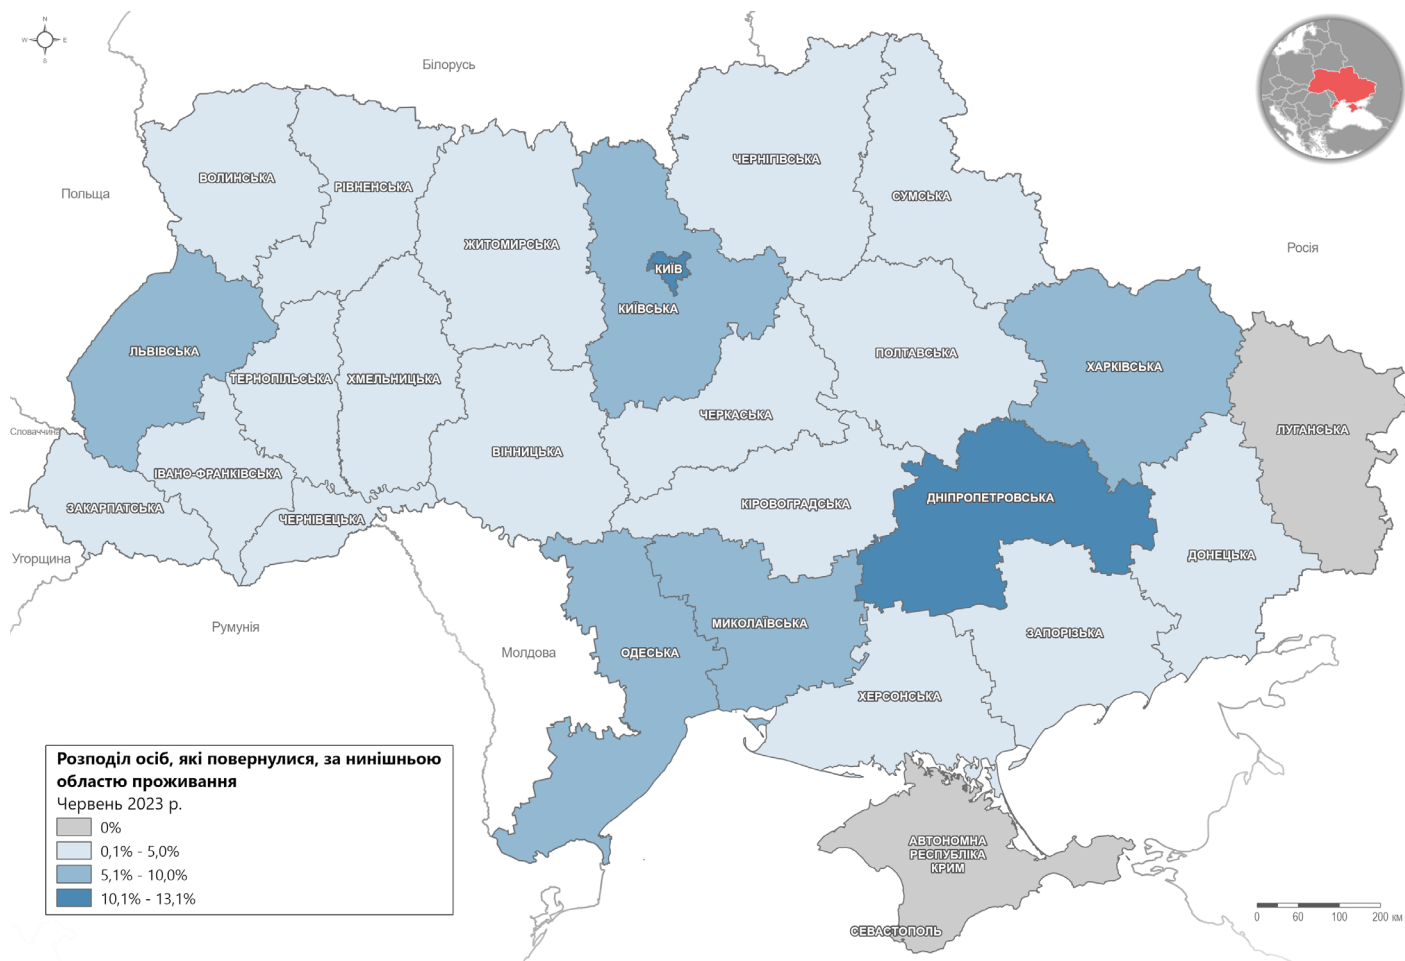 N
W
E
S
Білорусь
Польща
Росія
ЧЕРНІГІВСЬКА
ВОЛИНСЬКА
РІВНЕНСЬКА
СУМСЬКА
ЖИТОМИРСЬКА
КИЇВ
КИЇВСЬКА
ЛЬВІВСЬКА
ПОЛТАВСЬКА
ХАРКІВСЬКА
ТЕРНОПІЛЬСЬКА
ХМЕЛЬНИЦЬКА
ЧЕРКАСЬКА
Словаччина
ЛУГАНСЬКА
ВІННИЦЬКА
ІВАНО-ФРАНКІВСЬКА
ДНІПРОПЕТРОВСЬКА
КІРОВОГРАДСЬКА
ЗАКАРПАТСЬКА
ЧЕРНІВЕЦЬКА
Угорщина
ДОНЕЦЬКА
Румунія
МИКОЛАЇВСЬКА
ЗАПОРІЗЬКА
Молдова
ОДЕСЬКА
ХЕРСОНСЬКА
Розподіл осіб, які повернулися, за нинішньою
областю проживання
Червень 2023 р.
0%
0,1% - 5,0%
5,1% - 10,0%
10,1% - 13,1%
АВТОНОМНА
РЕСПУБЛІКА
КРИМ
СЕВАСТОПОЛЬ
0 60 100 200 км